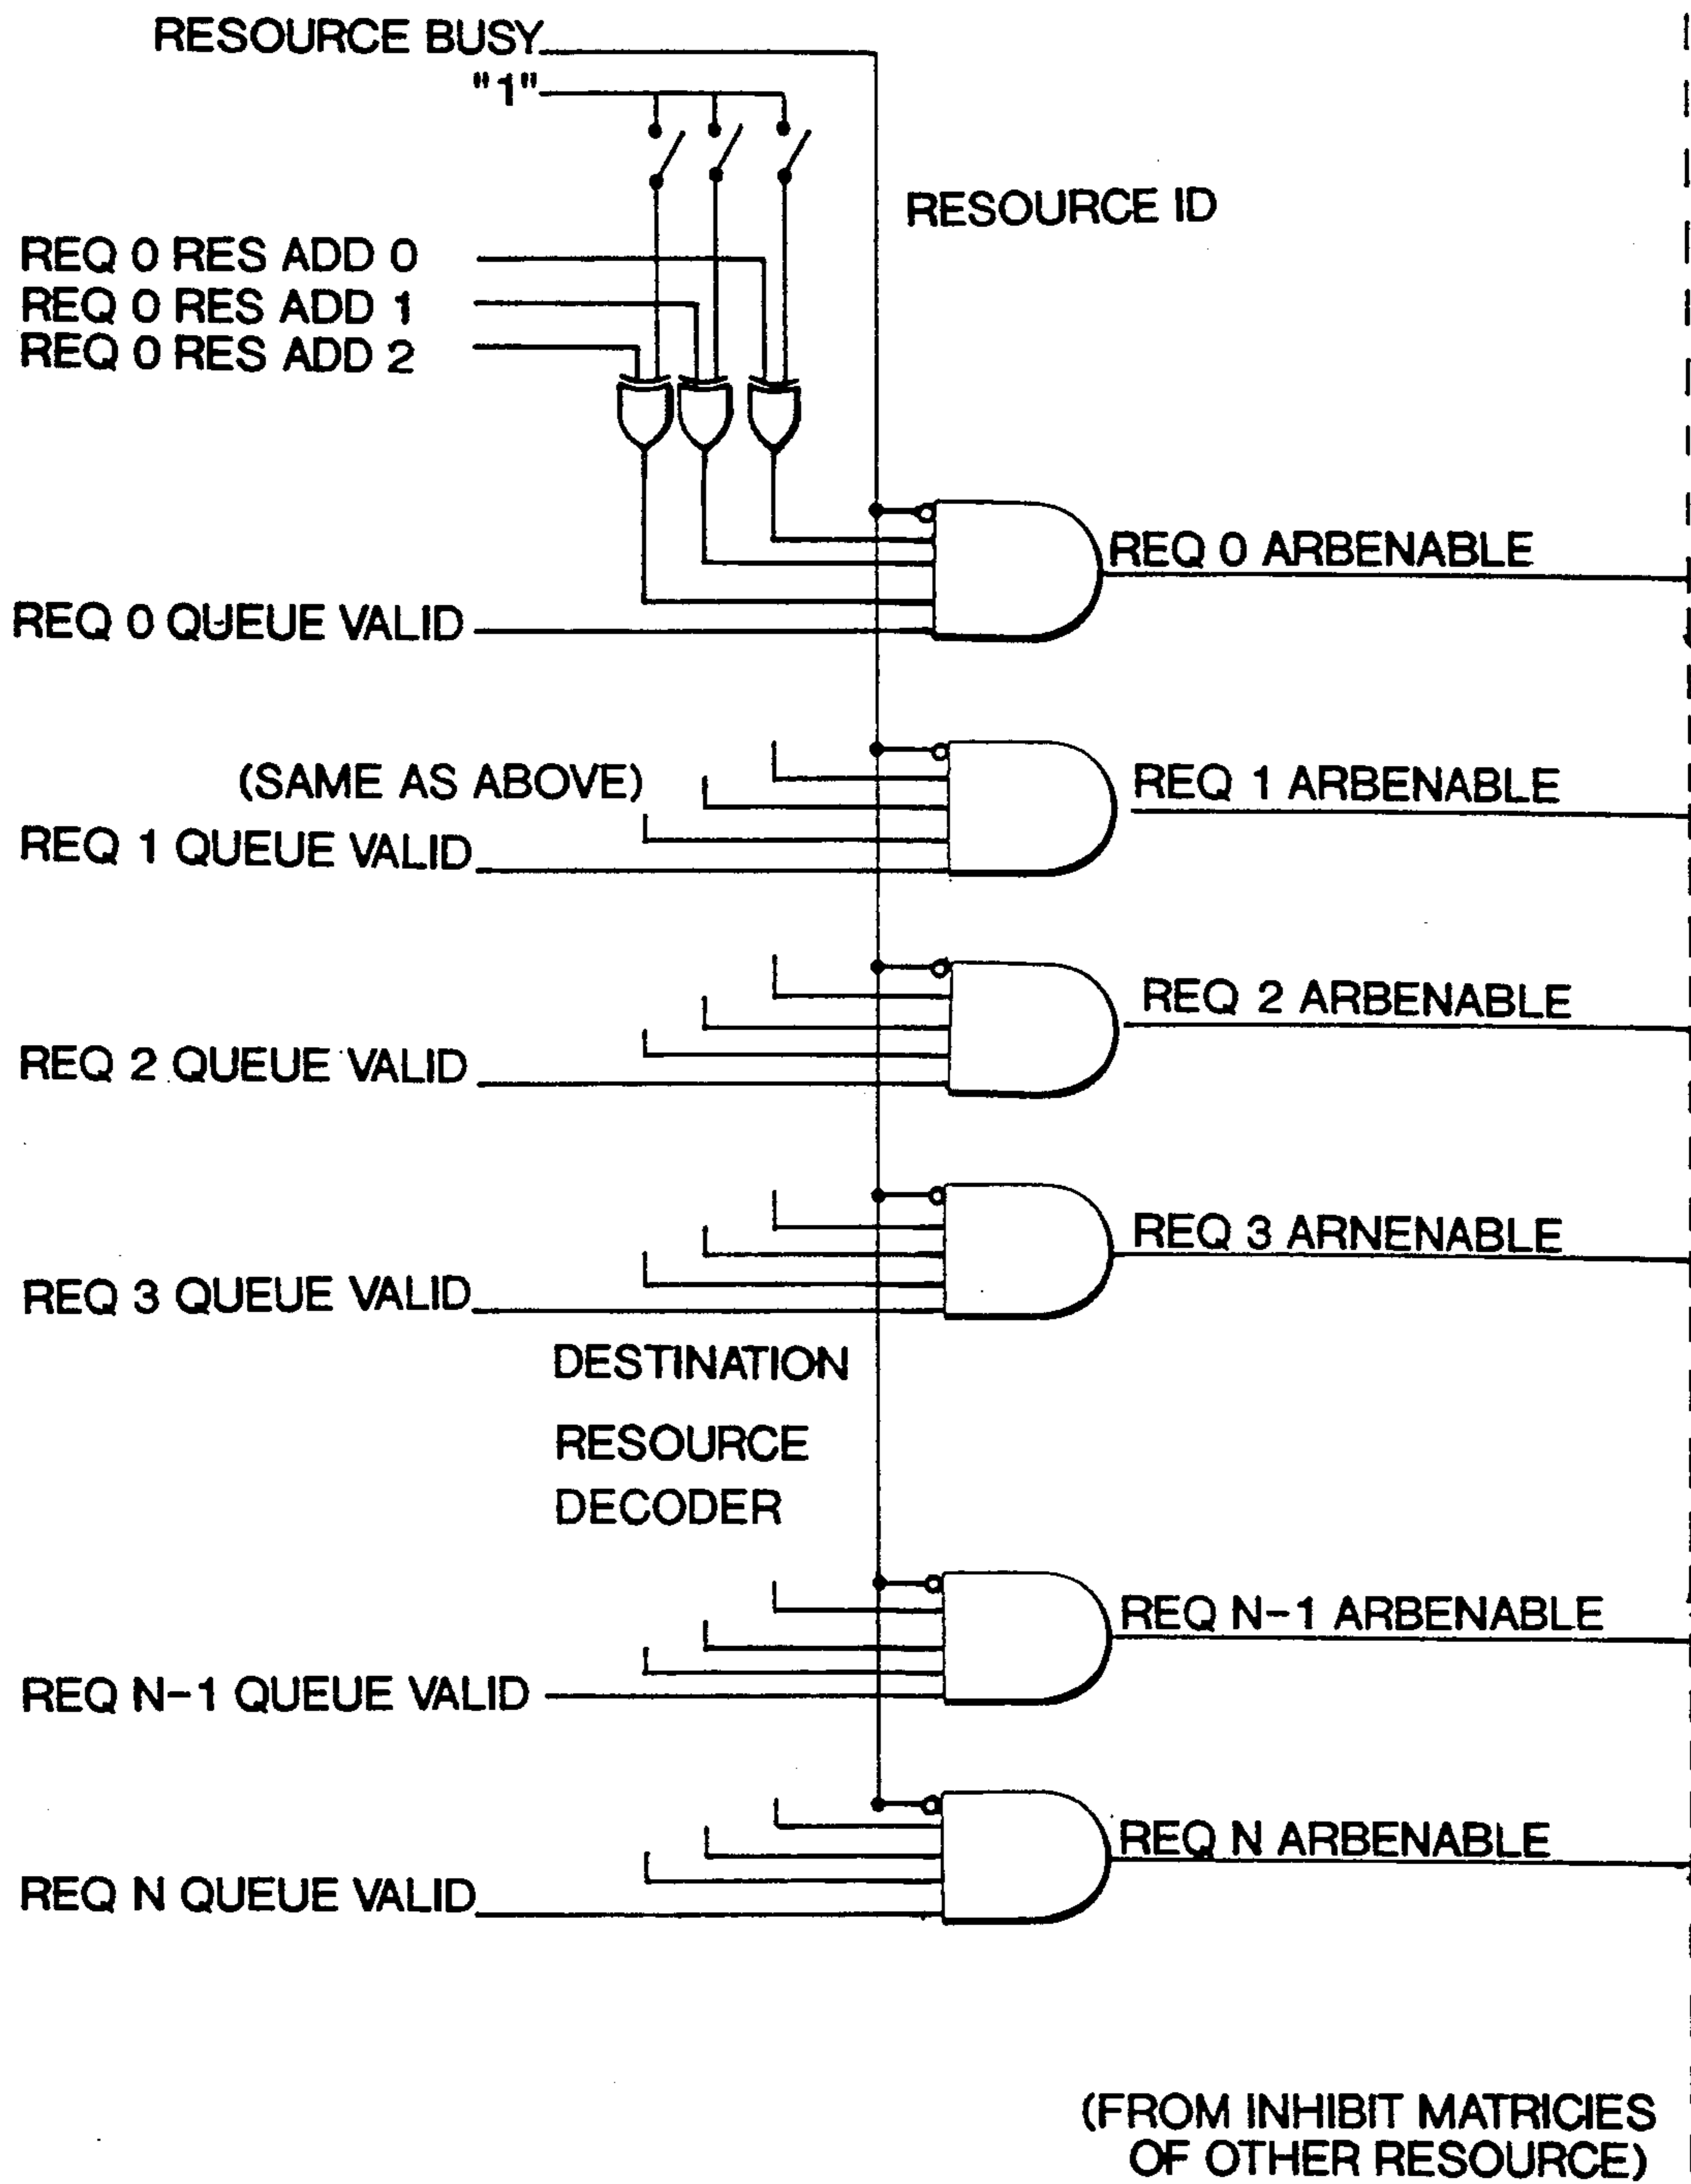 RESOURCE BUSY
"1"
RESOURCE ID
REQ 0 RES ADD 0
REQ 0 RES ADD 1
REQ 0 RES ADD 2
REQ 0 ARBENABLE
REQ 0 QUEUE VALID
(SAME AS ABOVE)
REQ 1 ARBENABLE
REQ 1 QUEUE VALID
REQ 2 ARBENABLE
REQ 2 QUEUE VALID
REQ 3 ARNENABLE
REQ 3 QUEUE VALID
DESTINATION
RESOURCE
DECODER
REQ N-1 ARBENABLE
REQ N-1 QUEUE VALID
REQ N ARBENABLE
REQ N QUEUE VALID
(FROM INHIBIT MATRICIES
OF OTHER RESOURCE)